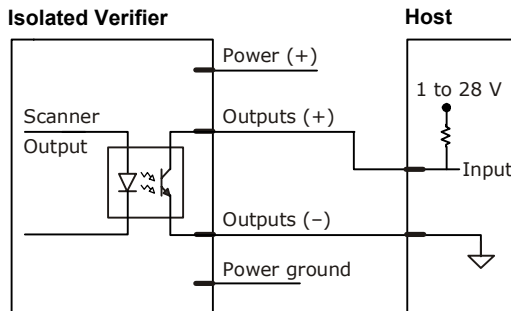 Isolated Verifier
Host
Power (+)
1 to 28 V
Scanner
Output
Outputs (+)
Input
Outputs (–)
Power ground